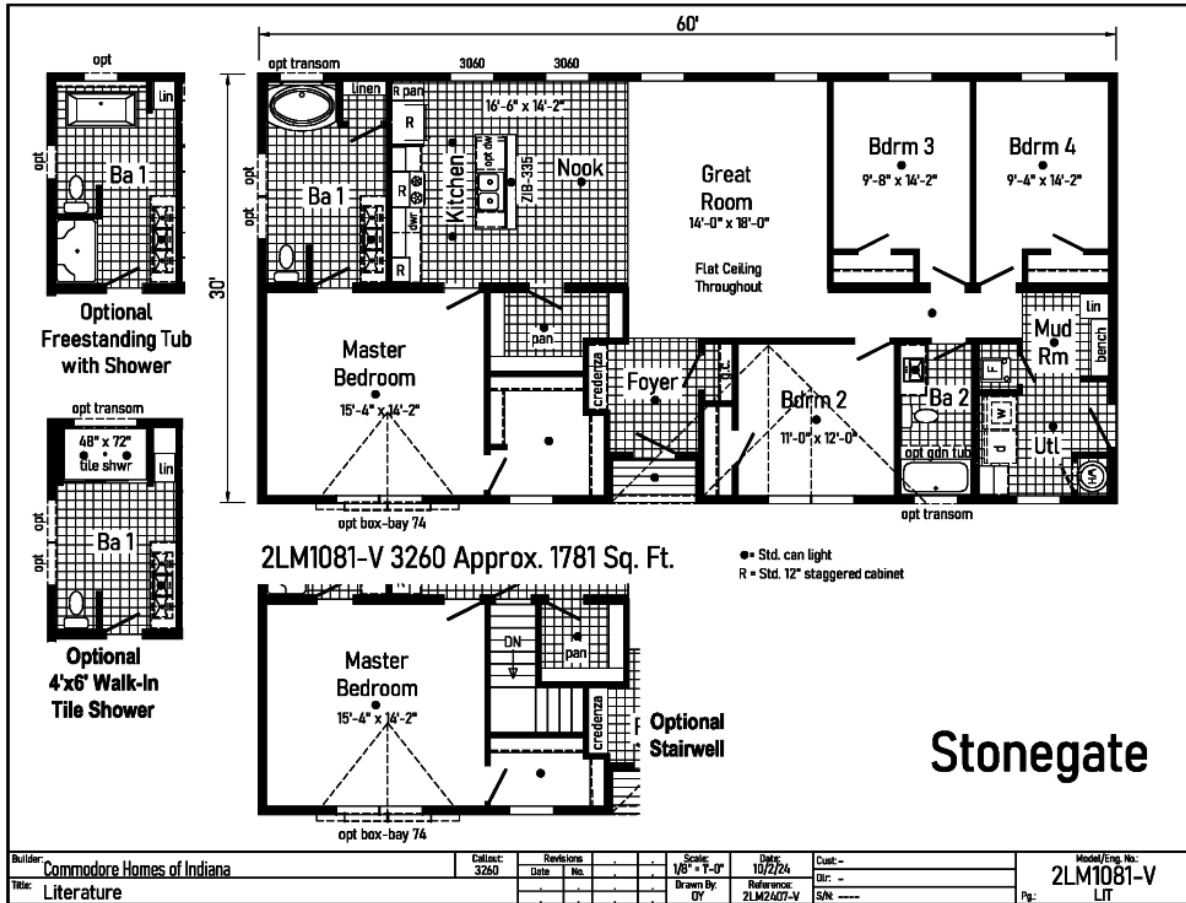 60'
30'
opt
lin
opt
Ba 1
Optional
Freestanding Tub
with Shower
opt transom
48" x 72"
tile shwr
lin
opt
opt
Ba 1
Optional
4'x6' Walk-In
Tile Shower
opt transom
linen
opt
opt
Ba 1
3060
3060
R pan
R
R
dwr
R
16'-6" x 14'-2"
Kitchen
opt dw
ZIB-335
Nook
Great
Room
14'-0" x 18'-0"
Flat Ceiling
Throughout
Bdrm 3
9'-8" x 14'-2"
Bdrm 4
9'-4" x 14'-2"
Master
Bedroom
15'-4" x 14'-2"
opt box-bay 74
pan
credenza
Foyer
g.c.
Bdrm 2
11'-0" x 12'-0"
Ba 2
opt gdn tub
opt transom
lin
Mud
Rm
bench
F
W
d
Utl
HW
2LM1081-V 3260 Approx. 1781 Sq. Ft.
● = Std. can light
R = Std. 12" staggered cabinet
Master
Bedroom
15'-4" x 14'-2"
opt box-bay 74
DN
pan
credenza
Optional
Stairwell
Stonegate
Builder: Commodore Homes of Indiana
Title: Literature
Callout:
3260
Revisions
Date No.
Scale:
1/8" = 1'-0"
Drawn By:
OY
Date:
10/2/24
Reference:
2LM2407-V
Cust: -
Dlr: -
S/N: ----
Model/Eng. No.:
2LM1081-V
Pg.: LIT